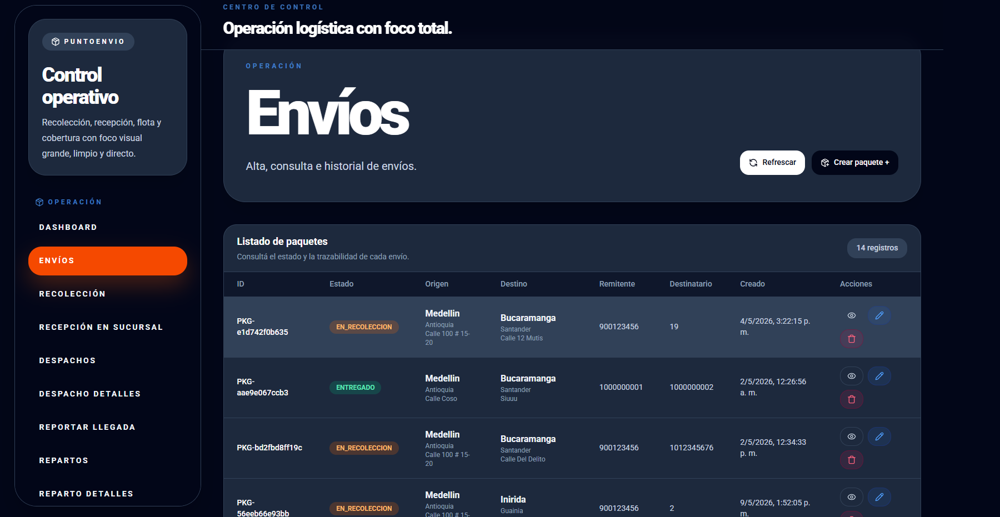 PUNTOENVIO
Control
operativo
Recolección, recepción, flota y
cobertura con foco visual
grande, limpio y directo.
OPERACIÓN
DASHBOARD
ENVÍOS
RECOLECCIÓN
RECEPCIÓN EN SUCURSAL
DESPACHOS
DESPACHO DETALLES
REPORTAR LLEGADA
REPARTOS
REPARTO DETALLES
CENTRO DE CONTROL
Operación logística con foco total.
OPERACIÓN
Envíos
Alta, consulta e historial de envíos.
Refrescar
Crear paquete +
Listado de paquetes
Consultá el estado y la trazabilidad de cada envío.
14 registros
ID Estado Origen Destino Remitente Destinatario Creado Acciones
PKG-
e1d742f0b635
EN_RECOLECCION
Medellin
Antioquia
Calle 100 # 15-
20
Bucaramanga
Santander
Calle 12 Mutis
900123456
19
4/5/2026, 3:22:15 p.
m.
PKG-
aae9e067ccb3
ENTREGADO
Medellin
Antioquia
Calle Coso
Bucaramanga
Santander
Siuuu
1000000001
1000000002
2/5/2026, 12:26:56
a. m.
PKG-bd2fbd8ff19c
EN_RECOLECCION
Medellin
Antioquia
Calle 100 # 15-
20
Bucaramanga
Santander
Calle Del Delito
900123456
1012345676
2/5/2026, 12:34:33
p. m.
PKG-
56eeb66e93bb
EN_RECOLECCION
Medellin
Antioquia
Calle 100 # 15-
Inirida
Guainia
900123456
2
9/5/2026, 1:52:05 p.
m.